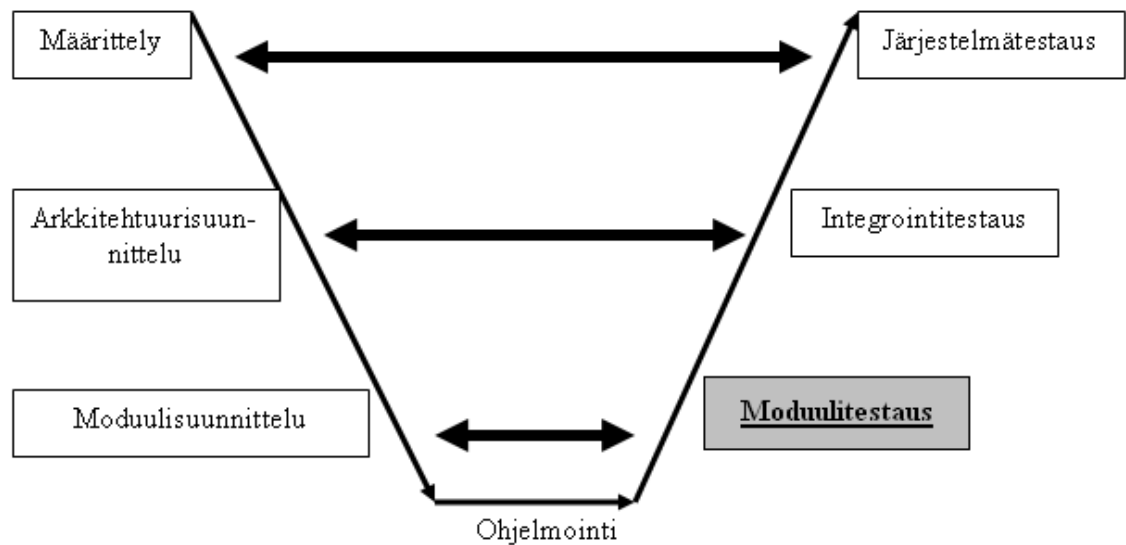 Määrittely
Järjestelmätestaus
Arkkitehtuurisuun-
nittelu
Integrointitestaus
Moduulisuunnittelu
Moduulitestaus
Ohjelmointi